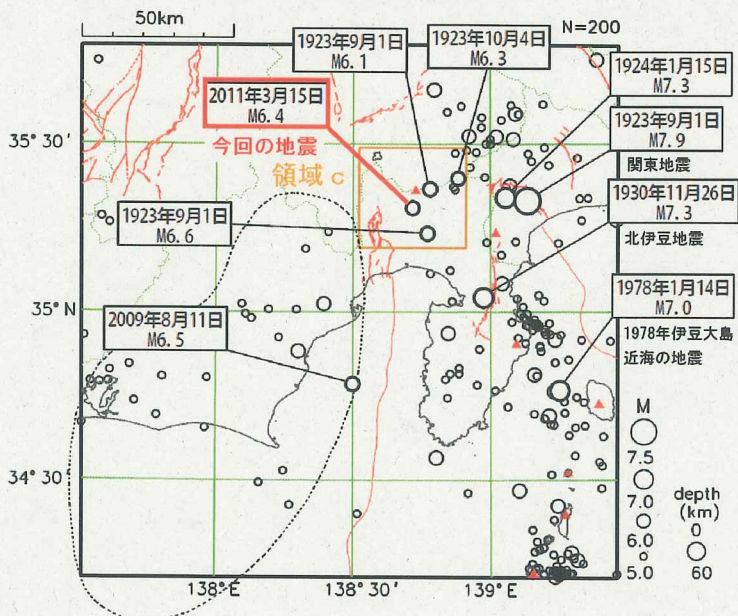 50km
N=200
1923年9月1日
M6.1
1923年10月4日
M6.3
1924年1月15日
M7.3
2011年3月15日
M6.4
今回の地震
領域c
1923年9月1日
M7.9
関東地震
1923年9月1日
M6.6
1930年11月26日
M7.3
北伊豆地震
2009年8月11日
M6.5
1978年1月14日
M7.0
1978年伊豆大島
近海の地震
35°30′
35°N
34°30′
138°E
138°30′
139°E
M
7.5
7.0
6.0
5.0
depth
(km)
0
60